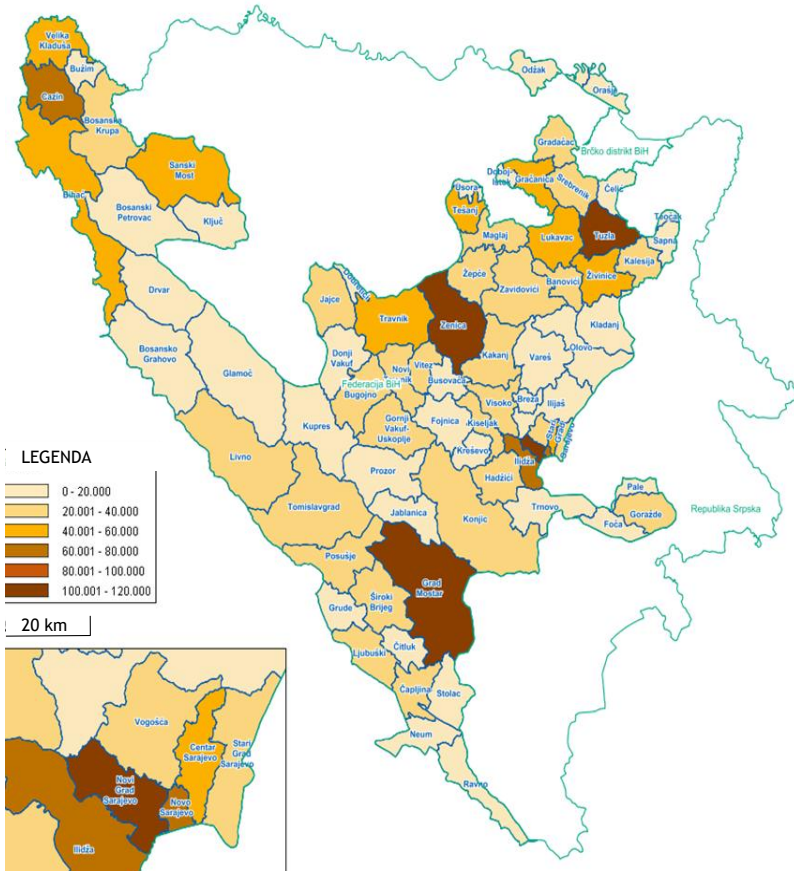 Velika
Kladuša
Bužim
Cazin
Bosanska
Krupa
Odžak
Orašje
Gradačac
Brčko distrikt BiH
Sanski
Most
Doboj-
Istok
Gračanica
Srebrenik
Čelić
Usora
Tešanj
Bihać
Bosanski
Petrovac
Ključ
Maglaj
Lukavac
Tuzla
Teočak
Sapna
Kalesija
Žepče
Zavidovići
Banovići
Živinice
Drvar
Jajce
Dobretići
Travnik
Zenica
Kladanj
Bosansko
Grahovo
Glamoč
Donji
Vakuf
Novi
Travnik
Vitez
Busovača
Kakanj
Vareš
Olovo
Federacija BiH
Bugojno
Breza
Ilijaš
Visoko
Kupres
Gornji
Vakuf-
Uskoplje
Fojnica
Kiseljak
Stari
Grad
Sarajevo
Kreševo
Ilidža
LEGENDA
Livno
Prozor
Hadžići
0 - 20.000
20.001 - 40.000
40.001 - 60.000
60.001 - 80.000
80.001 - 100.000
100.001 - 120.000
Pale
Tomislavgrad
Jablanica
Konjic
Trnovo
Goražde
Foča
Republika Srpska
Posušje
Grad
Mostar
Široki
Brijeg
Grude
20 km
Čitluk
Ljubuški
Čapljina
Stolac
Neum
Ravno
Vogošća
Centar
Sarajevo
Stari
Grad
Sarajevo
Novi
Grad
Sarajevo
Novo
Sarajevo
Ilidža